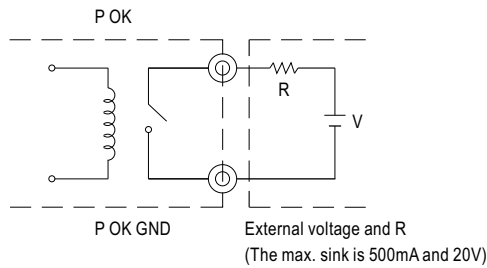 P OK
R
V
P OK GND
External voltage and R
(The max. sink is 500mA and 20V)